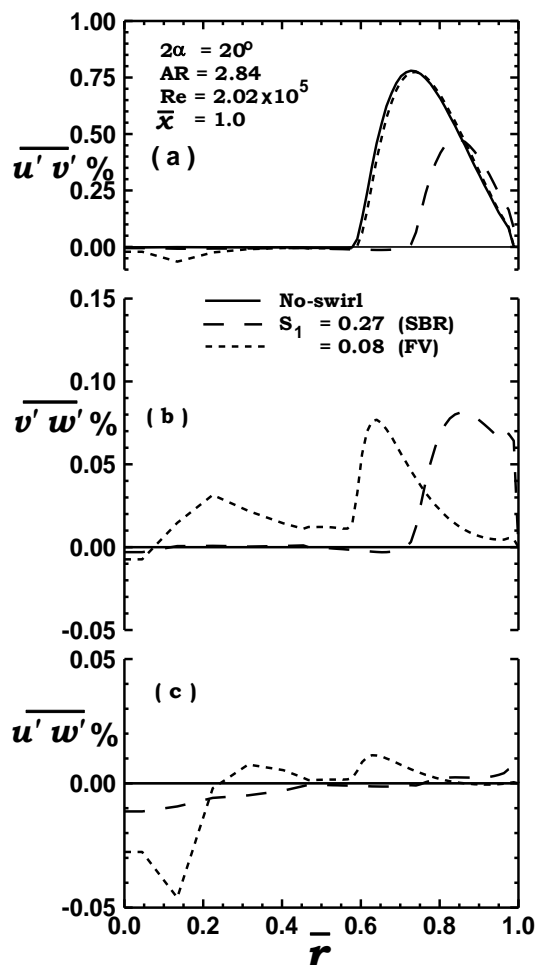 1.00
0.75
0.50
0.25
0.00
u' v' %
2α = 20°
AR = 2.84
Re = 2.02x10⁵
x̅ = 1.0
( a )
0.15
0.10
0.05
0.00
-0.05
v' w' %
No-swirl
S₁ = 0.27 (SBR)
= 0.08 (FV)
( b )
0.05
0.00
-0.05
u' w' %
( c )
0.0 0.2 0.4 0.6 0.8 1.0
r̅